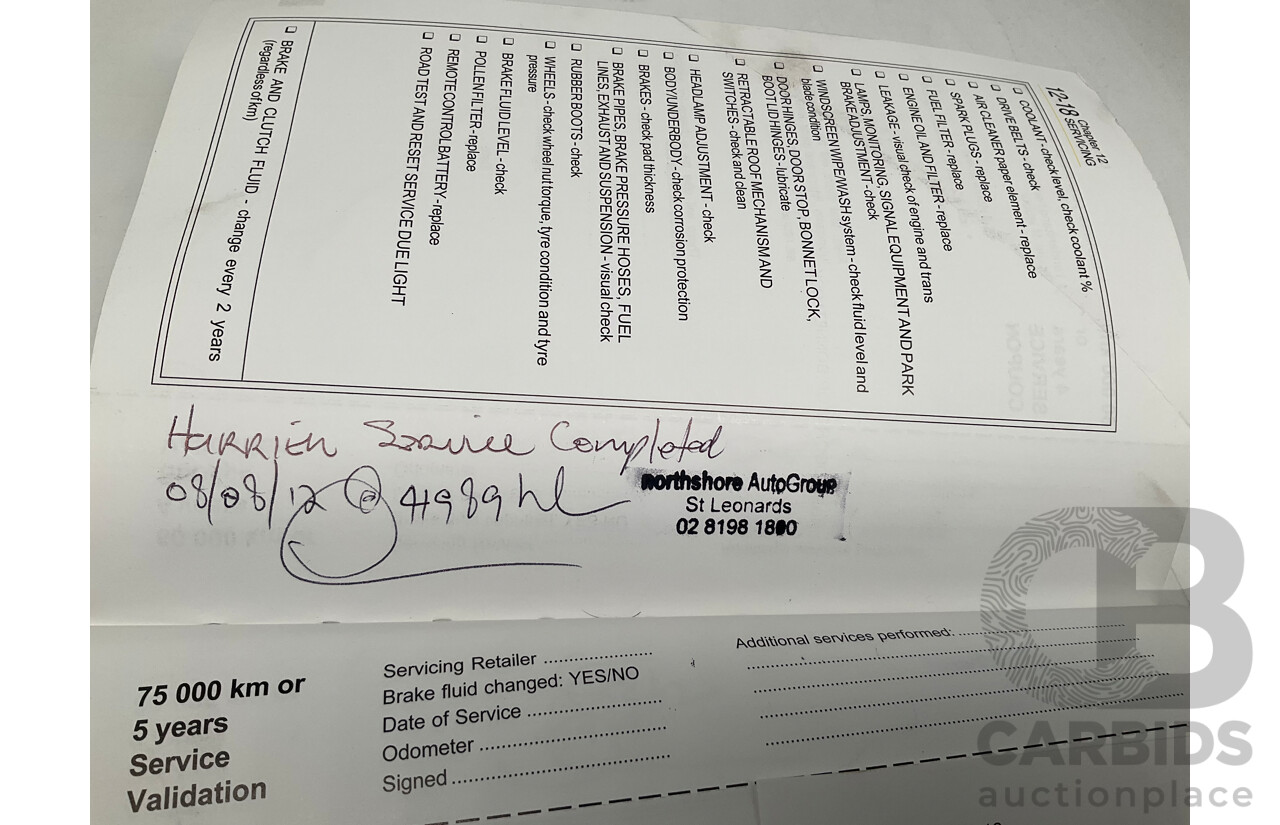 Chapter 12
12-18 SERVICING
❑ COOLANT - check level, check coolant %
❑ DRIVE BELTS - check
❑ AIR CLEANER paper element - replace
❑ SPARK PLUGS - replace
❑ FUEL FILTER - replace
❑ ENGINE OIL AND FILTER - replace
❑ LEAKAGE - visual check of engine and trans
❑ LAMPS, MONITORING, SIGNAL EQUIPMENT AND PARK
BRAKE ADJUSTMENT - check
❑ WINDSCREEN WIPE/WASH system - check fluid level and
blade condition
❑ DOOR HINGES, DOOR STOP, BONNET LOCK,
BOOT LID HINGES - lubricate
❑ RETRACTABLE ROOF MECHANISM AND
SWITCHES - check and clean
❑ HEADLAMP ADJUSTMENT - check
❑ BODY/UNDERBODY - check corrosion protection
❑ BRAKES - check pad thickness
❑ BRAKE PIPES, BRAKE PRESSURE HOSES, FUEL
LINES, EXHAUST AND SUSPENSION - visual check
❑ RUBBER BOOTS - check
❑ WHEELS - check wheel nut torque, tyre condition and tyre
pressure
❑ BRAKE FLUID LEVEL - check
❑ POLLEN FILTER - replace
❑ REMOTE CONTROL BATTERY - replace
❑ ROAD TEST AND RESET SERVICE DUE LIGHT
❑ BRAKE AND CLUTCH FLUID - change every 2 years
(regardless of km)
Service Completed
08/08/12 @ 41989
northshore AutoGroup
St Leonards
02 8198 1800
75 000 km or
5 years
Service
Validation
Servicing Retailer
Brake fluid changed: YES/NO
Date of Service
Odometer
Signed
Additional services performed:
CARBIDS
auctionplace